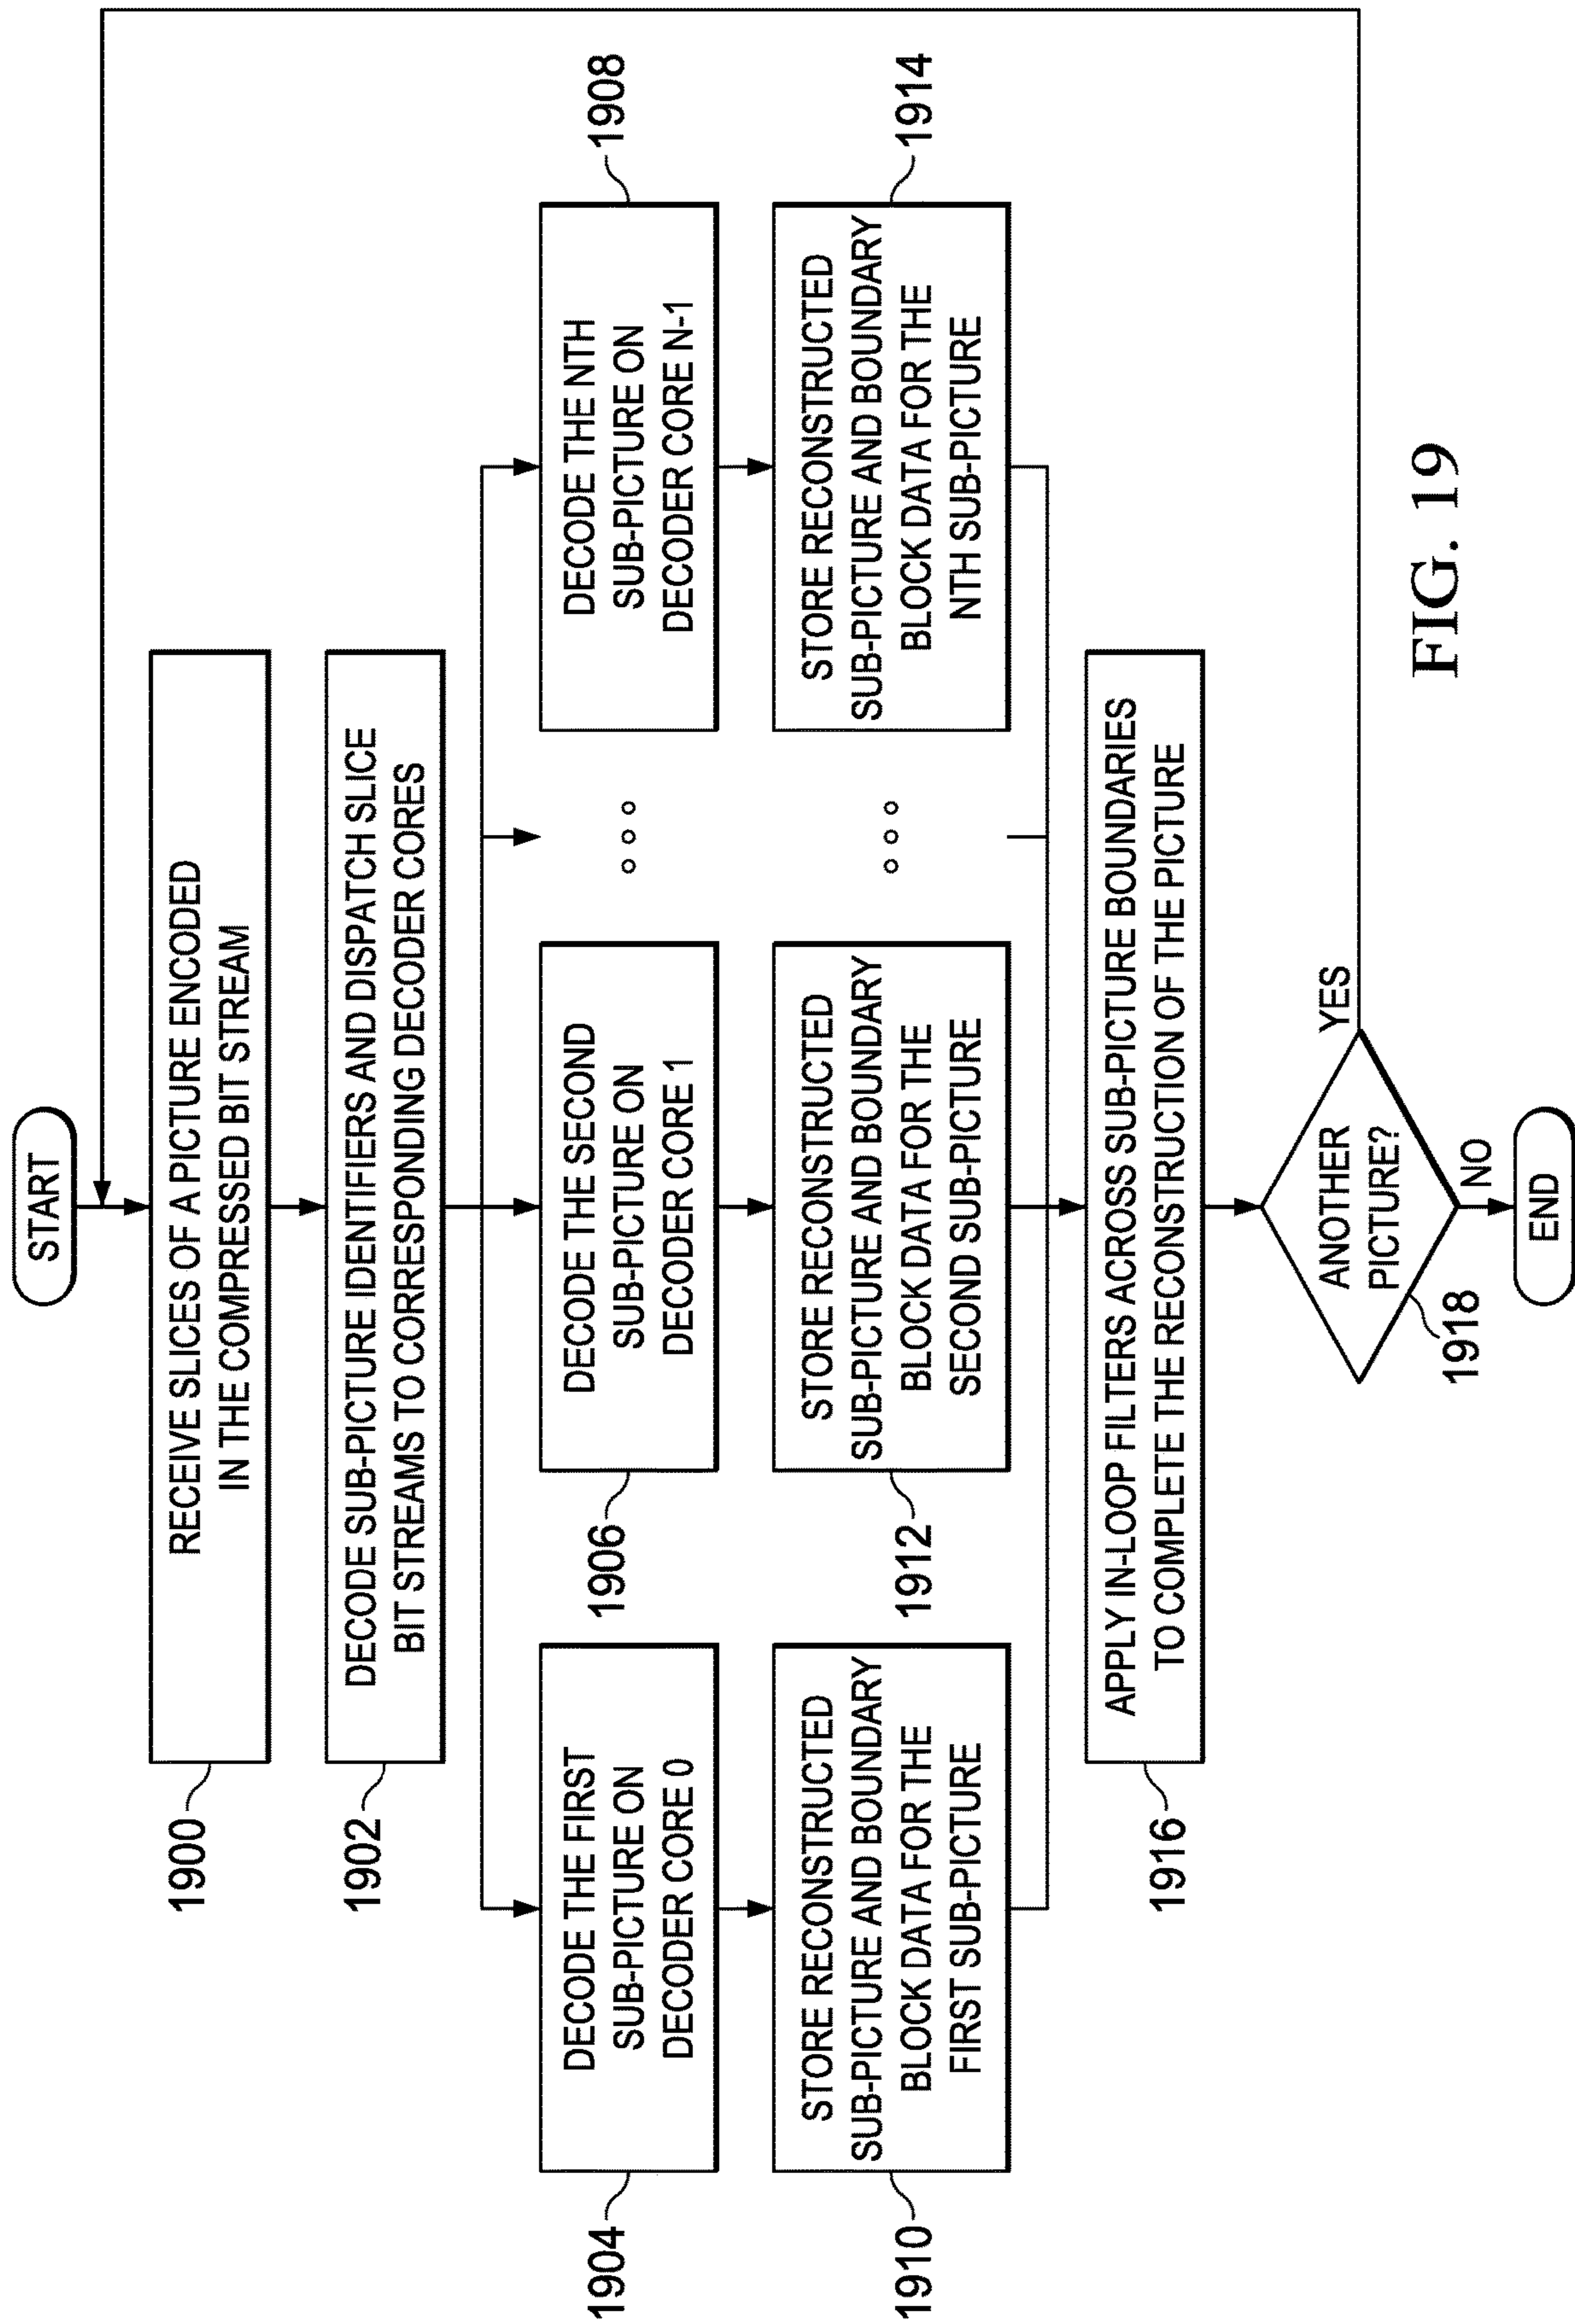 START
1900
RECEIVE SLICES OF A PICTURE ENCODED
IN THE COMPRESSED BIT STREAM
1902
DECODE SUB-PICTURE IDENTIFIERS AND DISPATCH SLICE
BIT STREAMS TO CORRESPONDING DECODER CORES
1904
DECODE THE FIRST
SUB-PICTURE ON
DECODER CORE 0
1906
DECODE THE SECOND
SUB-PICTURE ON
DECODER CORE 1
1908
DECODE THE NTH
SUB-PICTURE ON
DECODER CORE N-1
1910
STORE RECONSTRUCTED
SUB-PICTURE AND BOUNDARY
BLOCK DATA FOR THE
FIRST SUB-PICTURE
1912
STORE RECONSTRUCTED
SUB-PICTURE AND BOUNDARY
BLOCK DATA FOR THE
SECOND SUB-PICTURE
1914
STORE RECONSTRUCTED
SUB-PICTURE AND BOUNDARY
BLOCK DATA FOR THE
NTH SUB-PICTURE
1916
APPLY IN-LOOP FILTERS ACROSS SUB-PICTURE BOUNDARIES
TO COMPLETE THE RECONSTRUCTION OF THE PICTURE
ANOTHER
PICTURE?
YES
1918
NO
END
FIG. 19